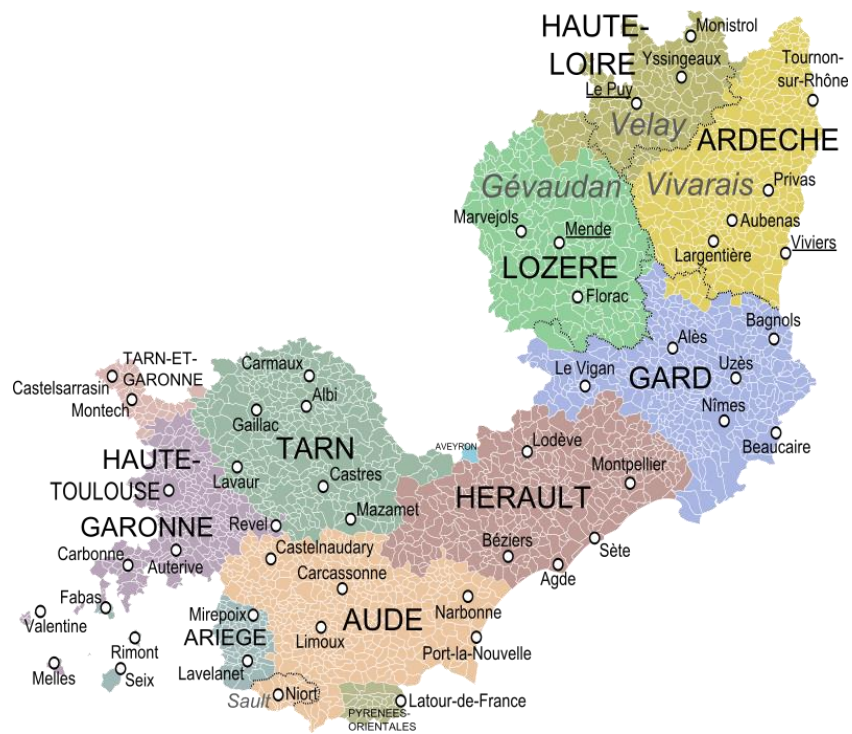 HAUTE-
LOIRE
Monistrol
Yssingeaux
Tournon-
sur-Rhône
Le Puy
Velay
ARDECHE
Gévaudan
Vivarais
Privas
Marvejols
Mende
Aubenas
Largentière
Viviers
LOZERE
Florac
Bagnols
Alès
Uzès
Le Vigan
GARD
Nîmes
Beaucaire
TARN-ET-
GARONNE
Castelsarrasin
Montech
Carmaux
Albi
Gaillac
TARN
AVEYRON
Lodève
Montpellier
HAUTE-
TOULOUSE
GARONNE
Lavaur
Castres
Mazamet
HERAULT
Revel
Béziers
Sète
Agde
Carbonne
Auterive
Castelnaudary
Carcassonne
Fabas
Valentine
Mirepoix
ARIEGE
AUDE
Narbonne
Limoux
Port-la-Nouvelle
Rimont
Melles
Seix
Lavelanet
Sault
Niort
Latour-de-France
PYRENEES-
ORIENTALES